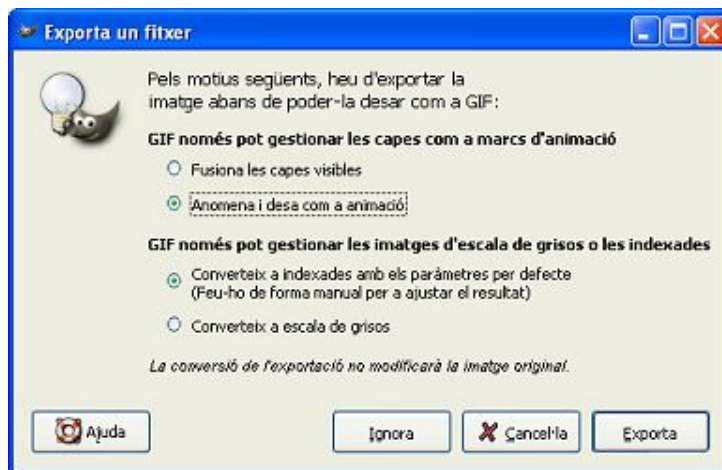 Exporta un fitxer
Pels motius següents, heu d'exportar la
imatge abans de poder-la desar com a GIF:
GIF només pot gestionar les capes com a marcs d'animació
Fusiona les capes visibles
Anomena i desa com a animació
GIF només pot gestionar les imatges d'escala de grisos o les indexades
Converteix a indexades amb els paràmetres per defecte
(Feu-ho de forma manual per a ajustar el resultat)
Converteix a escala de grisos
La conversió de l'exportació no modificarà la imatge original.
Ajuda
Ignora
Cancel·la
Exporta